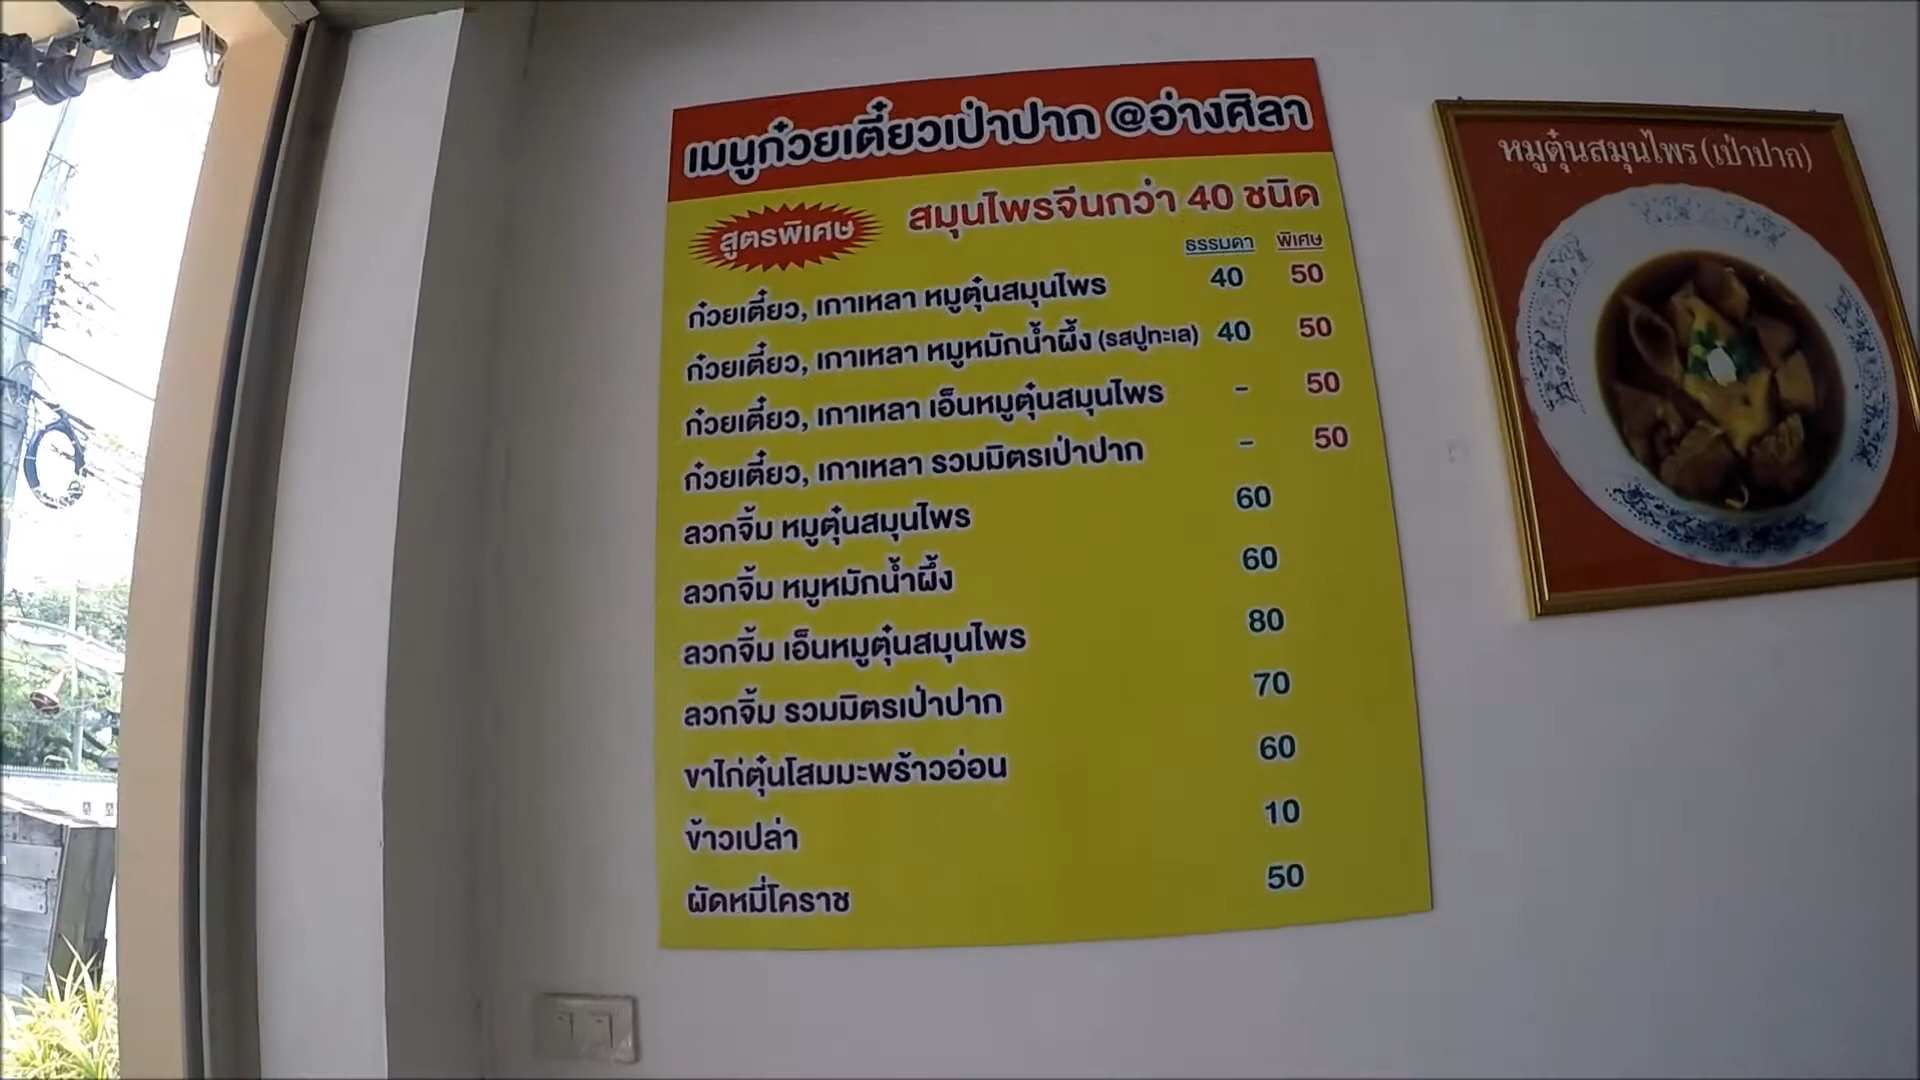 เมนูก๋วยเตี๋ยวเป่าปาก @อ่างศิลา
สูตรพิเศษ สมุนไพรจีนกว่า 40 ชนิด
ธรรมดา พิเศษ
ก๋วยเตี๋ยว, เกาเหลา หมูตุ๋นสมุนไพร 40 50
ก๋วยเตี๋ยว, เกาเหลา หมูหมักน้ำผึ้ง (รสปูทะเล) 40 50
ก๋วยเตี๋ยว, เกาเหลา เอ็นหมูตุ๋นสมุนไพร - 50
ก๋วยเตี๋ยว, เกาเหลา รวมมิตรเป่าปาก - 50
ลวกจิ้ม หมูตุ๋นสมุนไพร 60
ลวกจิ้ม หมูหมักน้ำผึ้ง 60
ลวกจิ้ม เอ็นหมูตุ๋นสมุนไพร 80
ลวกจิ้ม รวมมิตรเป่าปาก 70
ขาไก่ตุ๋นโสมมะพร้าวอ่อน 60
ข้าวเปล่า 10
ผัดหมี่โคราช 50
หมูตุ๋นสมุนไพร (เป่าปาก)